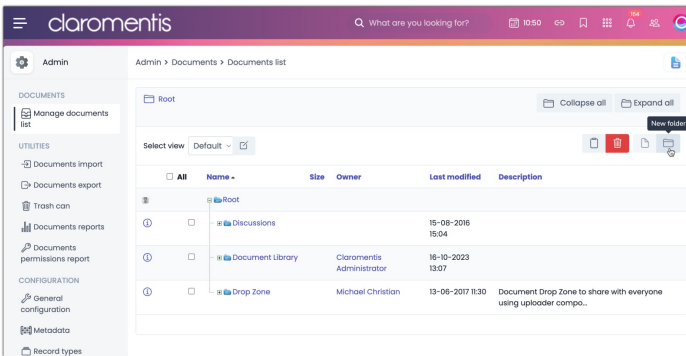 claromentis
What are you looking for?
10:50
164
Admin
Admin > Documents > Documents list
DOCUMENTS
Manage documents
list
UTILITIES
Documents import
Documents export
Trash can
Documents reports
Documents
permissions report
CONFIGURATION
General
configuration
Metadata
Record types
Root
Collapse all
Expand all
New folder
Select view
Default
All
Name
Size
Owner
Last modified
Description
Root
Discussions
15-08-2016
15:04
Document Library
Claromentis
Administrator
16-10-2023
13:07
Drop Zone
Michael Christian
13-06-2017 11:30
Document Drop Zone to share with everyone
using uploader compo...